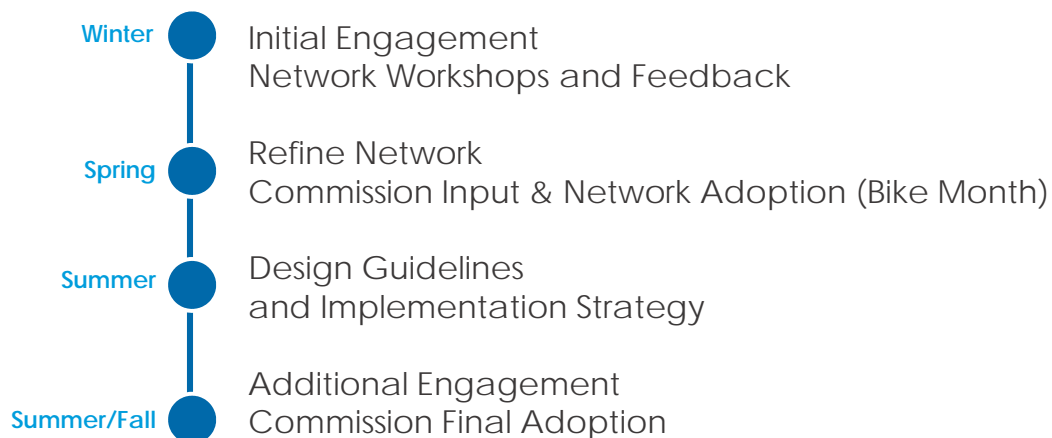 Winter
Initial Engagement
Network Workshops and Feedback
Spring
Refine Network
Commission Input & Network Adoption (Bike Month)
Summer
Design Guidelines
and Implementation Strategy
Summer/Fall
Additional Engagement
Commission Final Adoption